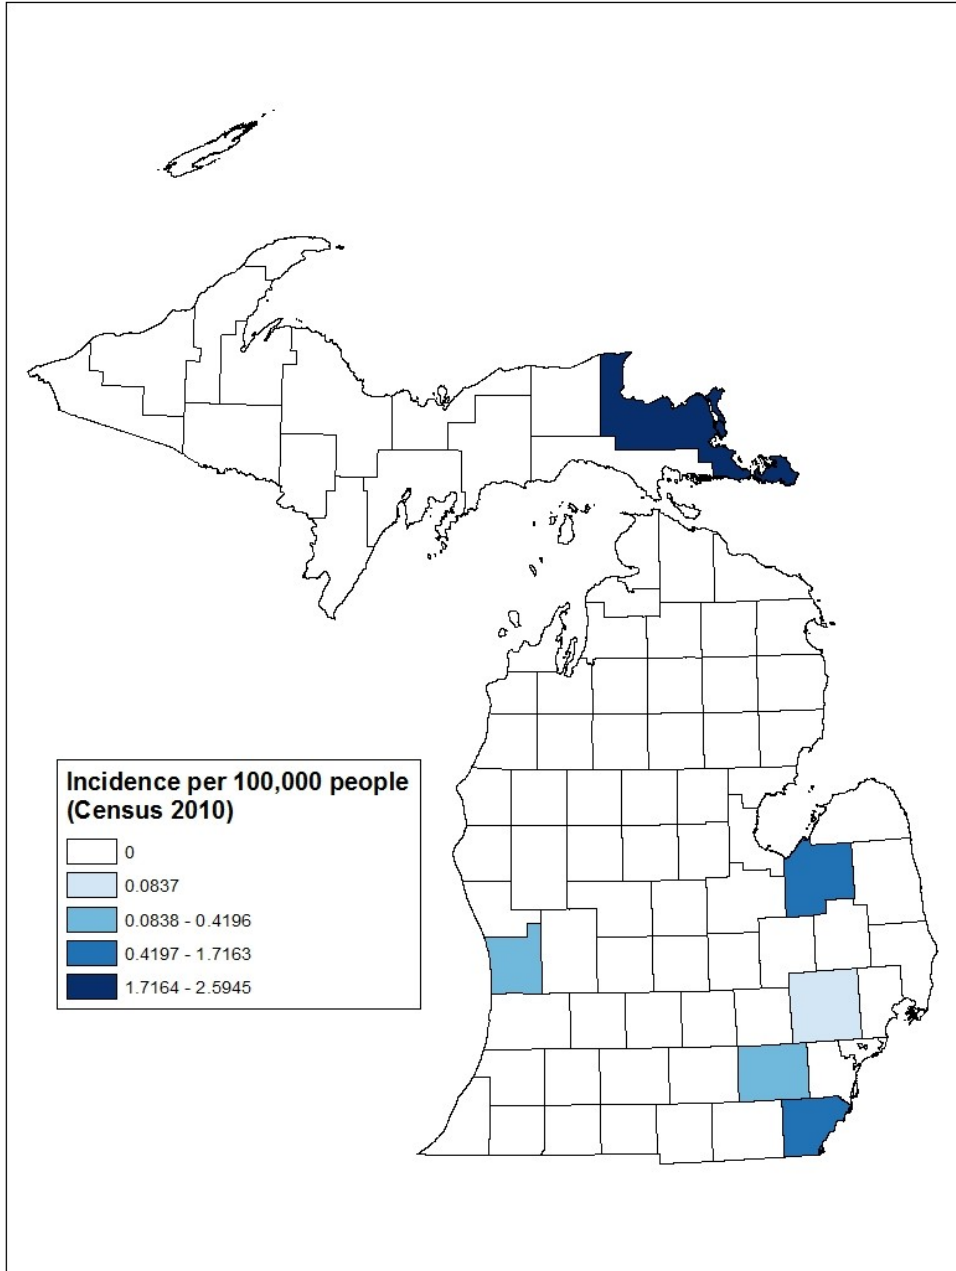 Incidence per 100,000 people
(Census 2010)
0
0.0837
0.0838 - 0.4196
0.4197 - 1.7163
1.7164 - 2.5945